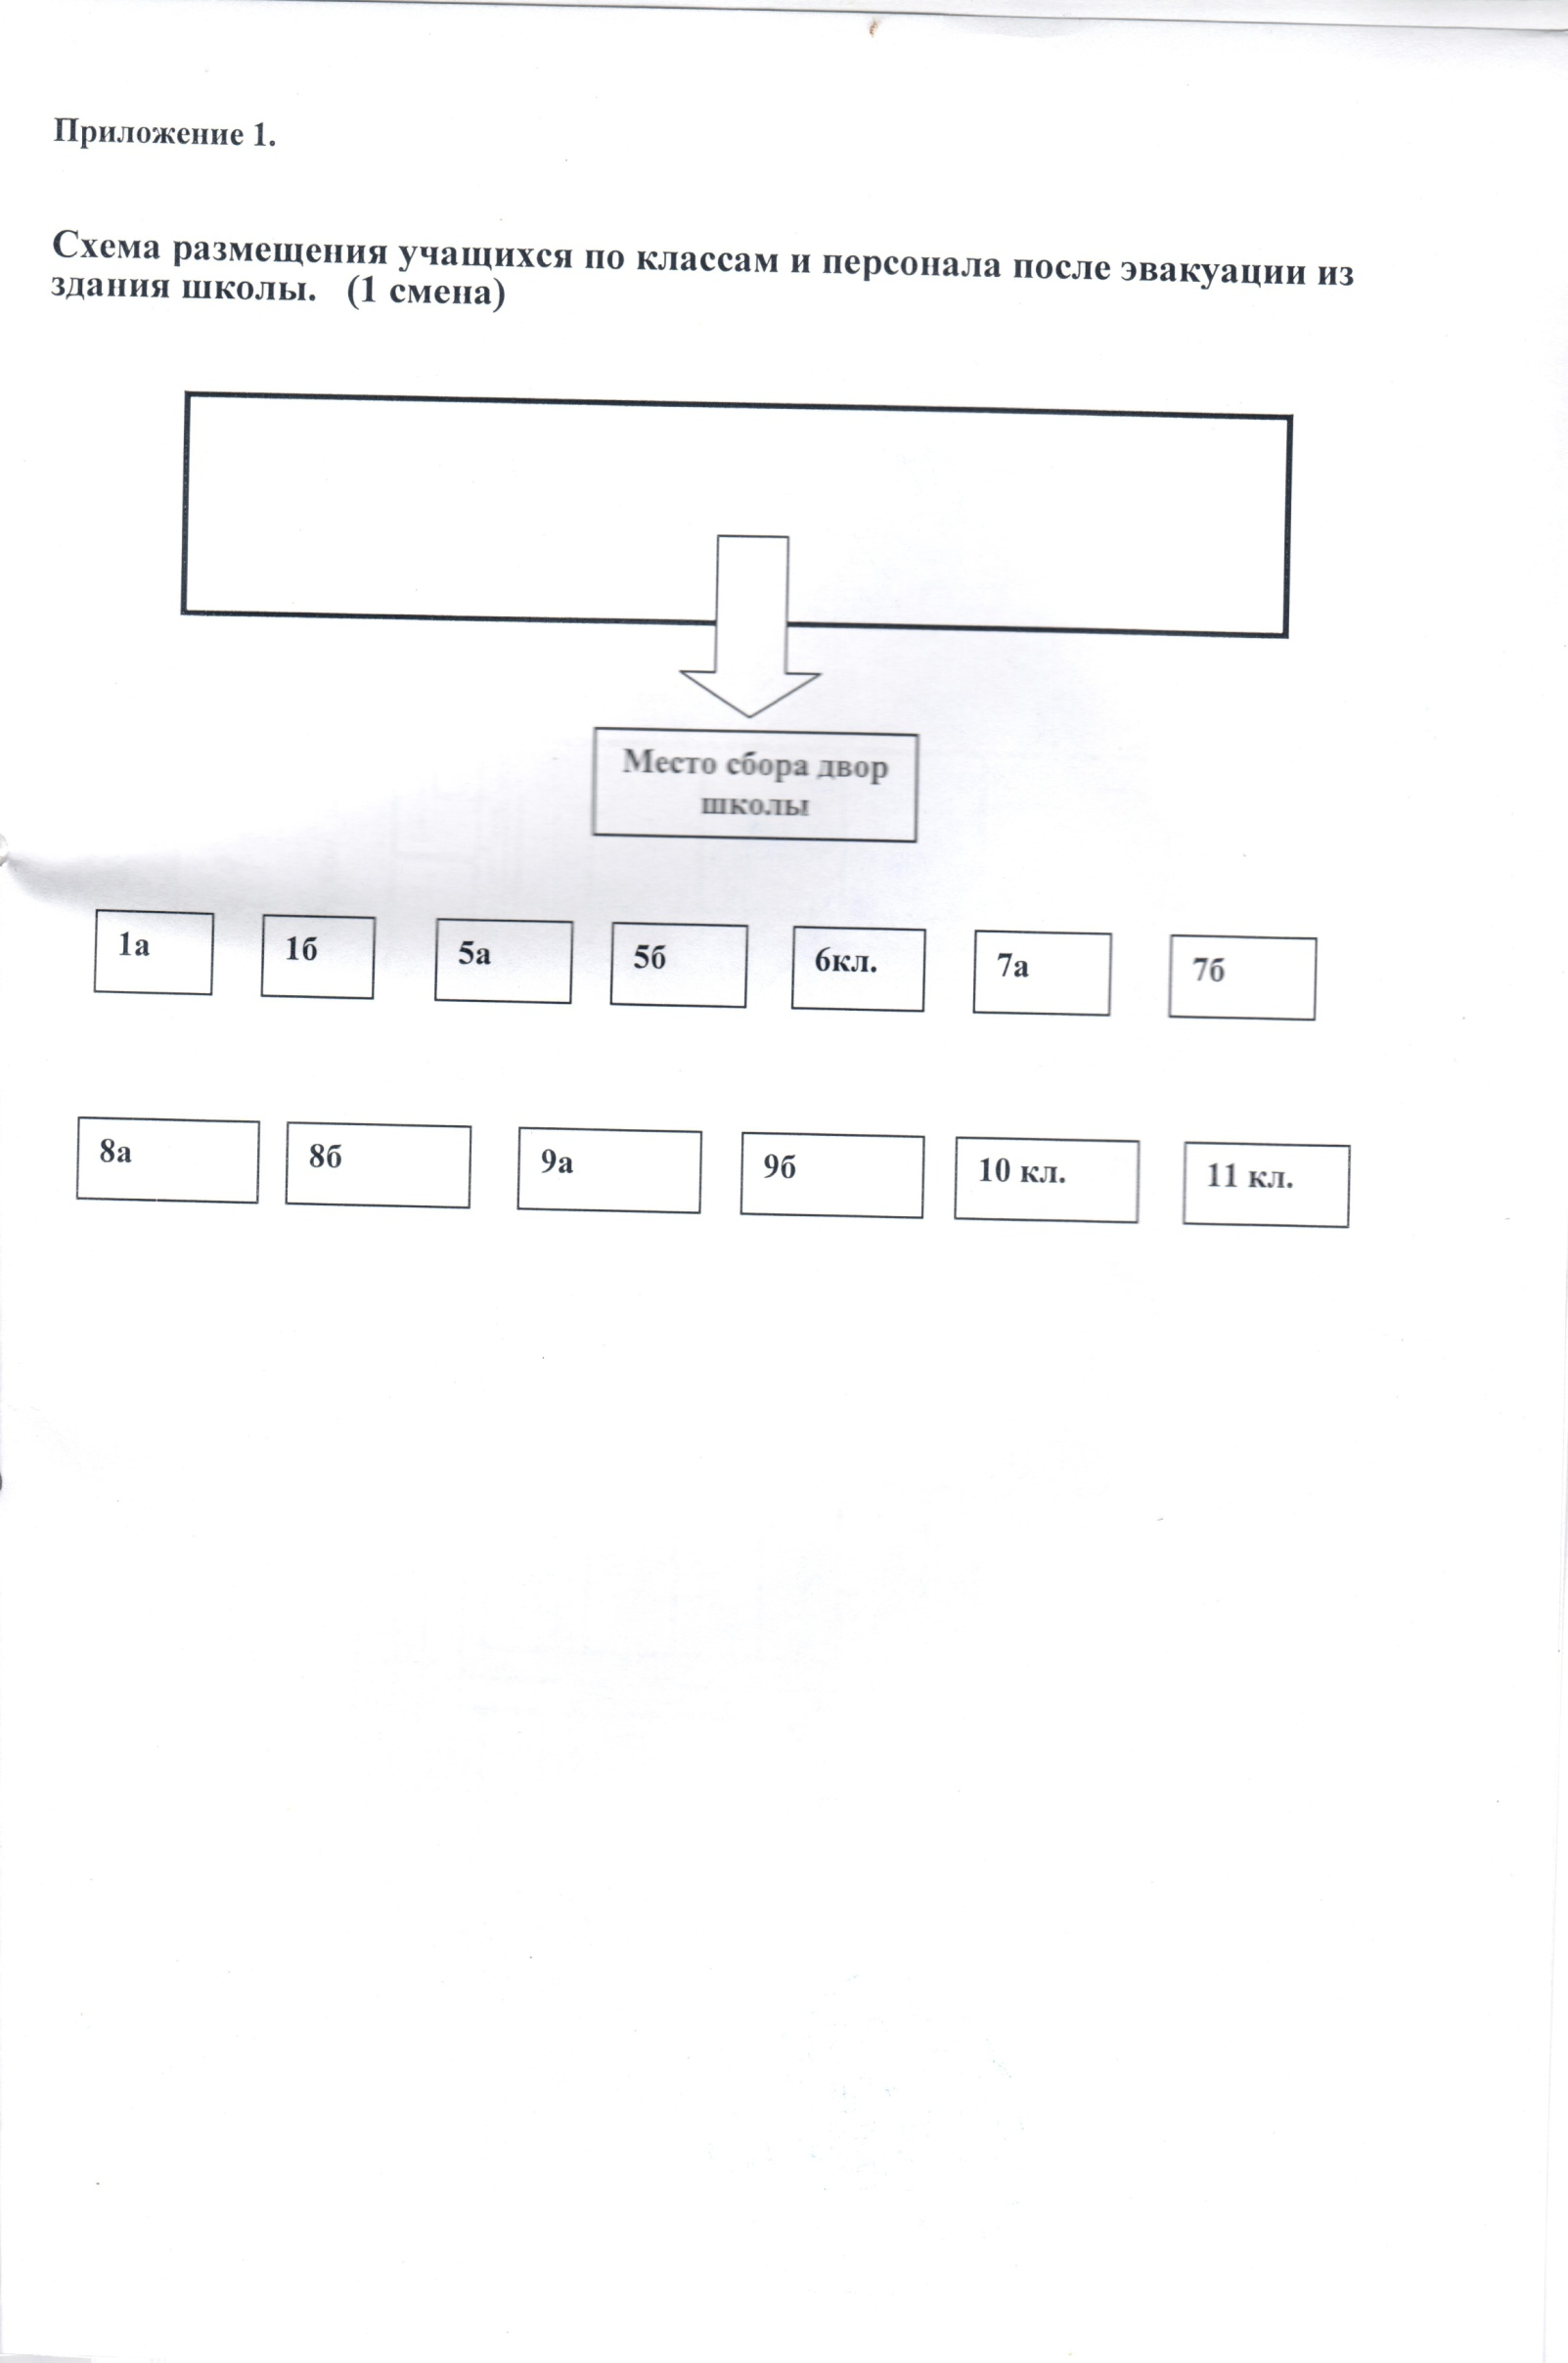 Приложение 1.
Схема размещения учащихся по классам и персонала после эвакуации из
здания школы. (1 смена)
Место сбора двор
школы
1а 1б 5а 5б 6кл. 7а 7б
8а 8б 9а 9б 10 кл. 11 кл.